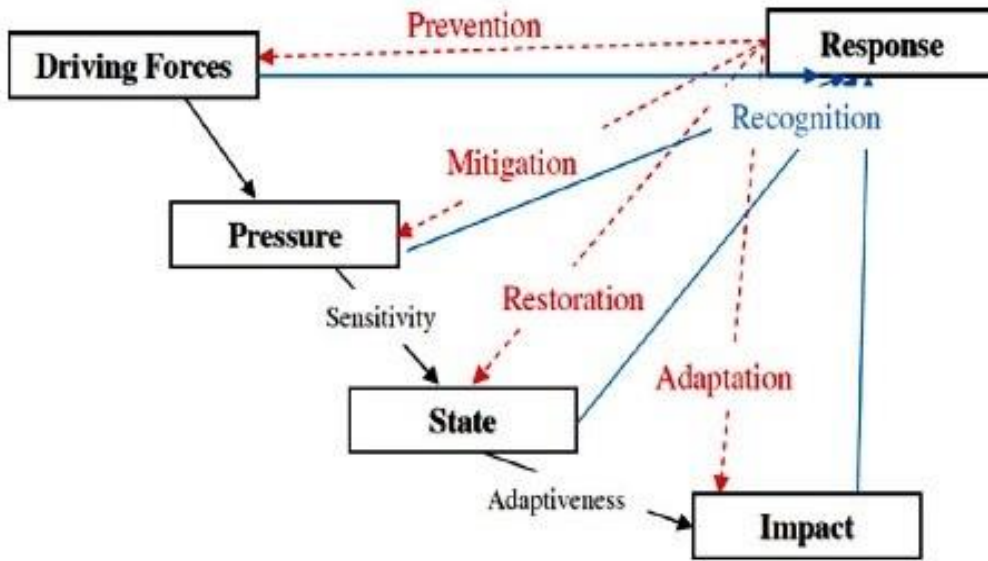 Prevention
Response
Driving Forces
Recognition
Mitigation
Pressure
Restoration
Sensitivity
Adaptation
State
Adaptiveness
Impact